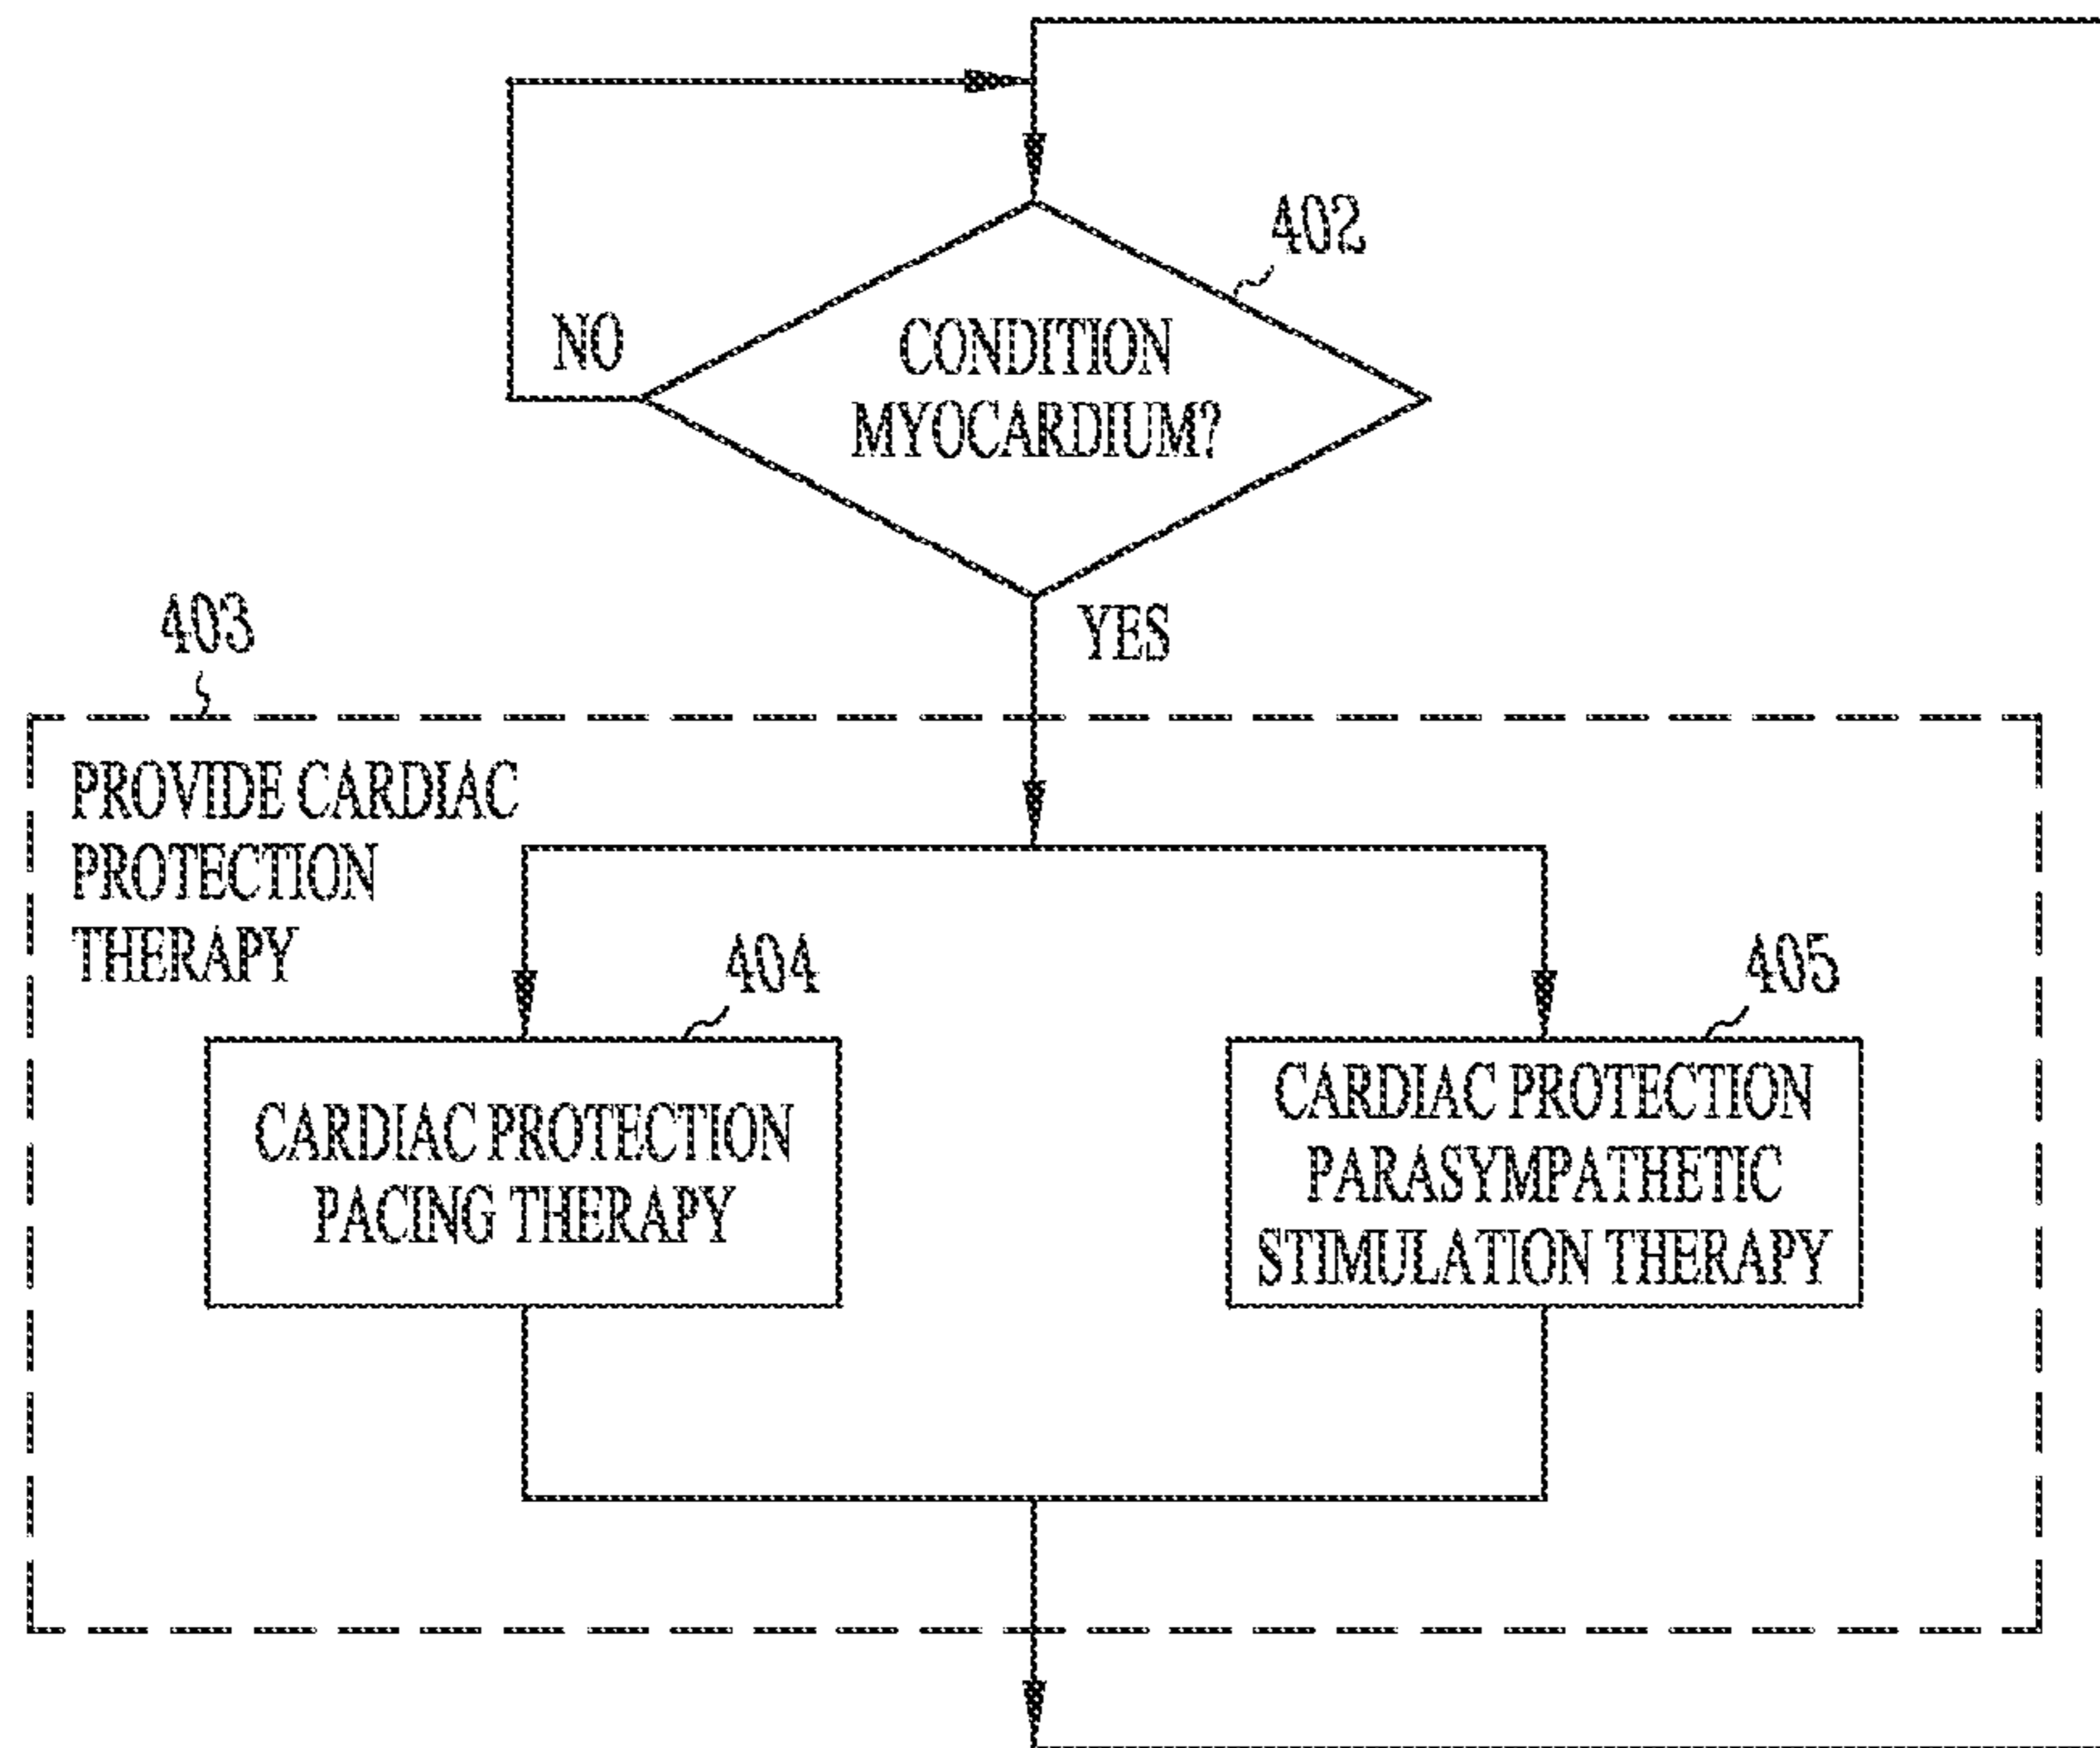 402
NO
CONDITION
MYOCARDIUM?
YES
403
PROVIDE CARDIAC
PROTECTION
THERAPY
404
405
CARDIAC PROTECTION
PACING THERAPY
CARDIAC PROTECTION
PARASYMPATHETIC
STIMULATION THERAPY